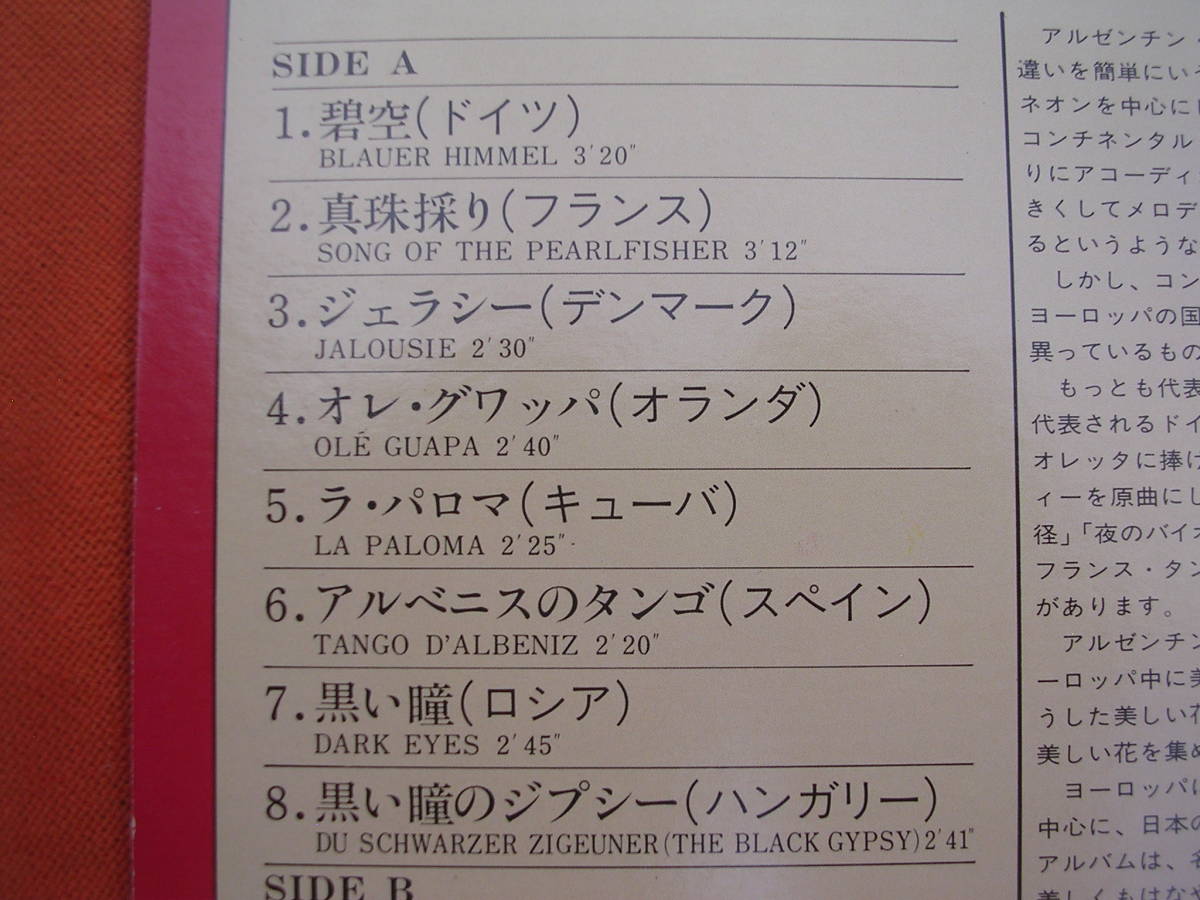 SIDE A
1.碧空(ドイツ)
BLAUER HIMMEL 3'20"
2.真珠採り(フランス)
SONG OF THE PEARLFISHER 3'12"
3.ジェラシー(デンマーク)
JALOUSIE 2'30"
4.オレ・グワッパ(オランダ)
OLÉ GUAPA 2'40"
5.ラ・パロマ(キューバ)
LA PALOMA 2'25"
6.アルベニスのタンゴ(スペイン)
TANGO D'ALBENIZ 2'20"
7.黒い瞳(ロシア)
DARK EYES 2'45"
8.黒い瞳のジプシー(ハンガリー)
DU SCHWARZER ZIGEUNER(THE BLACK GYPSY)2'41"
SIDE B
アルゼンチン・
違いを簡単にいう
ネオンを中心に
コンチネンタル
りにアコーディ
きくしてメロデ
るというような
しかし、コン
ヨーロッパの国
異っているもの
もっとも代表
代表されるドイ
オレッタに捧げ
ィーを原曲にし
径」「夜のバイオ
フランス・タン
があります。
アルゼンチン
ーロッパ中に美
うした美しい花
美しい花を集め
ヨーロッパに
中心に、日本の
アルバムは、名
美しくもはなや